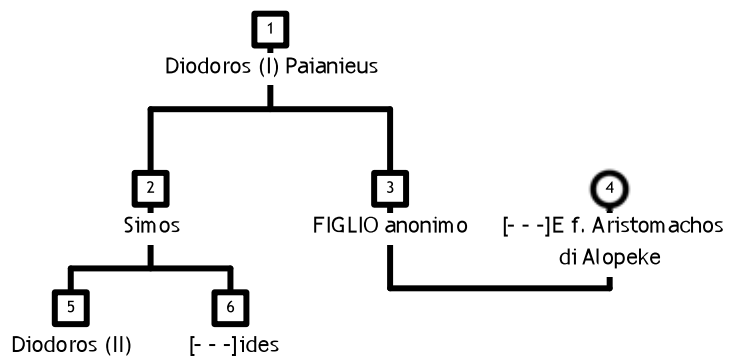 1
Diodoros (I) Paianieus
2
3
4
Simos
FIGLIO anonimo
[- - -]E f. Aristomachos
di Alopeke
5
6
Diodoros (II)
[- - -]ides